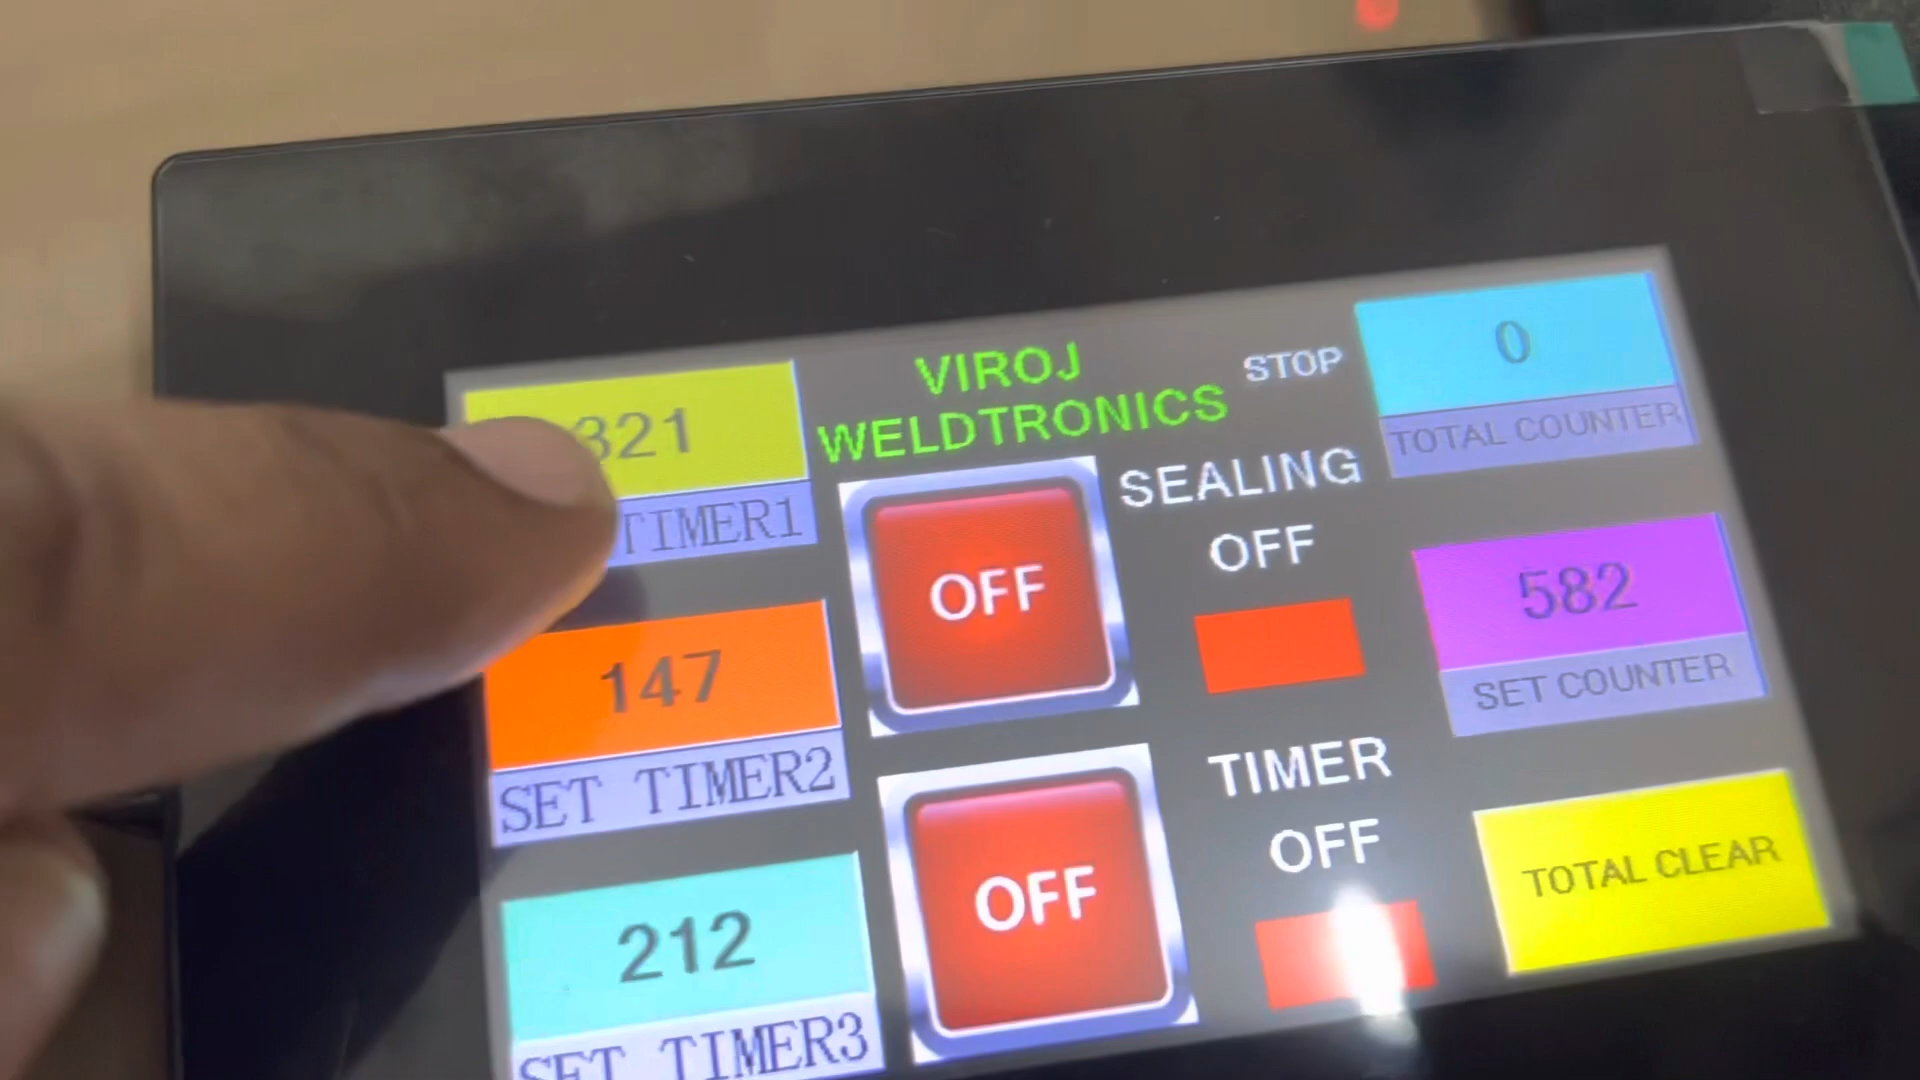 321
TIMER1
147
SET TIMER2
212
SET TIMER3
VIROJ
WELDTRONICS
OFF
OFF
STOP
SEALING
OFF
TIMER
OFF
0
TOTAL COUNTER
582
SET COUNTER
TOTAL CLEAR